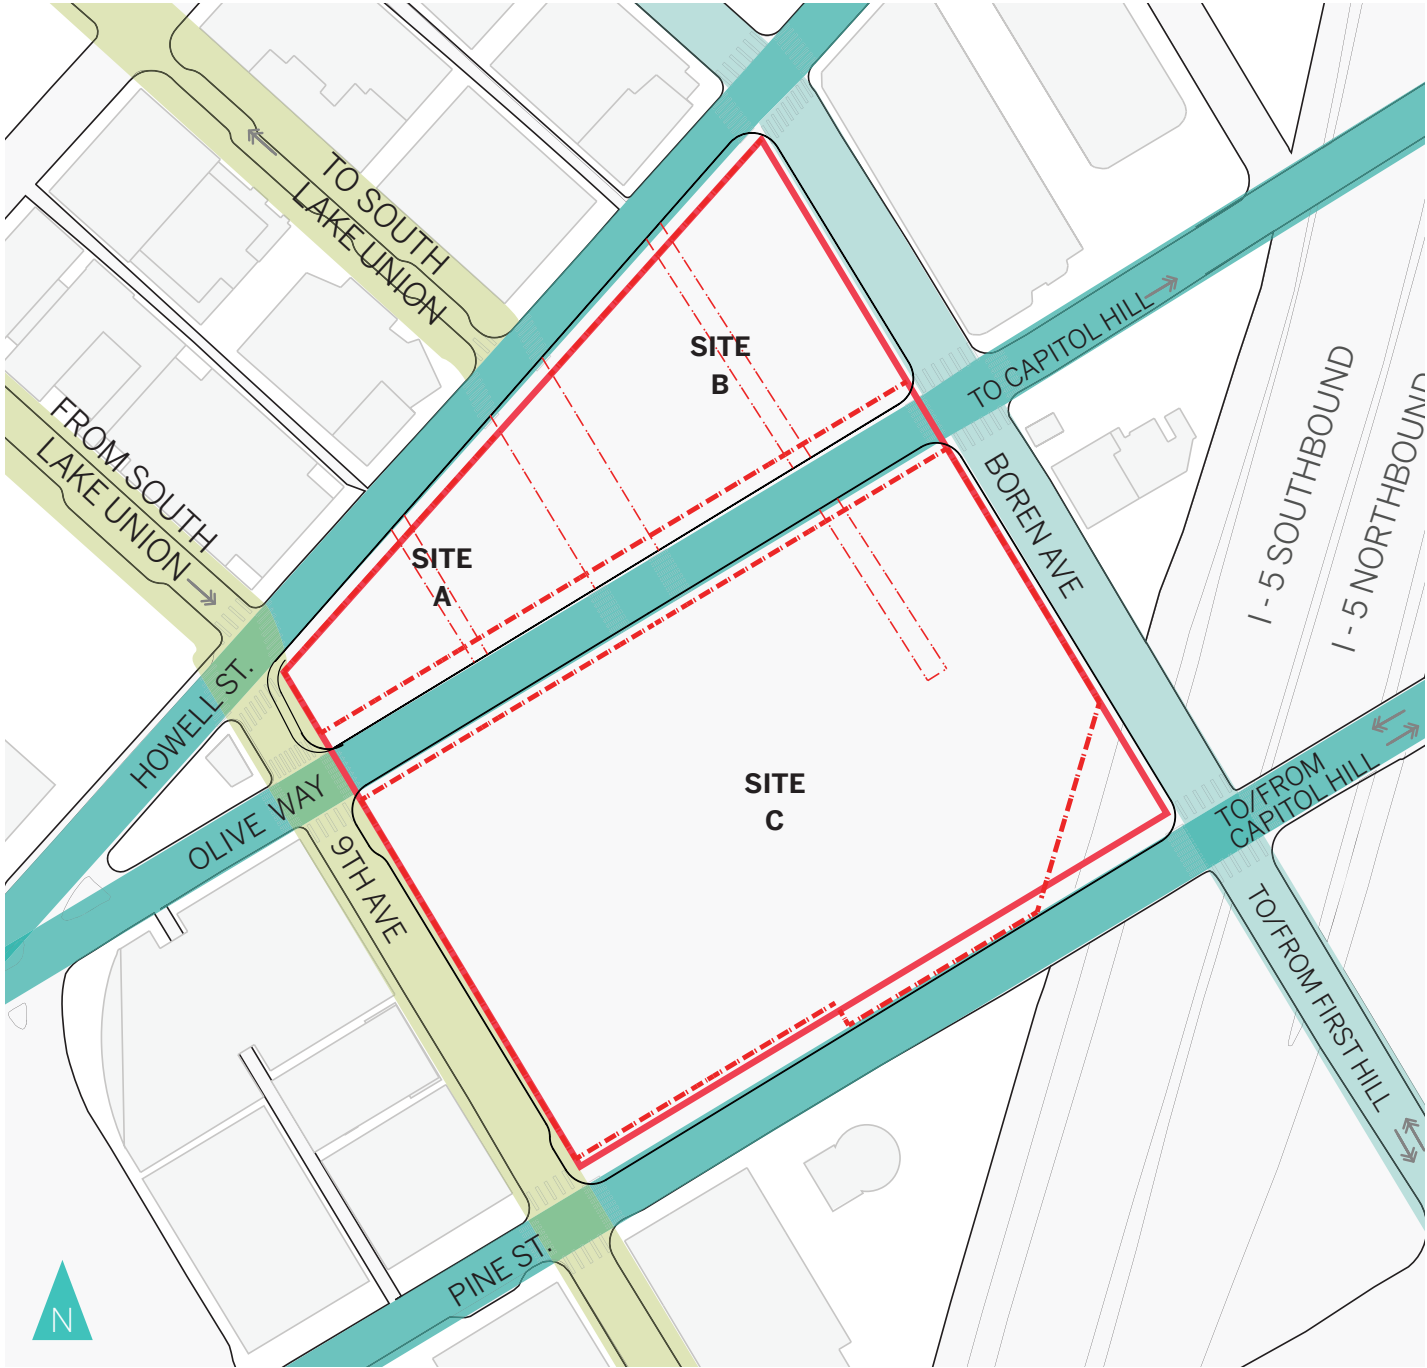 TO SOUTH
LAKE UNION
FROM SOUTH
LAKE UNION
SITE
B
SITE
A
TO CAPITOL HILL
BOREN AVE
I - 5 SOUTHBOUND
I - 5 NORTHBOUND
HOWELL ST.
OLIVE WAY
9TH AVE
SITE
C
TO/FROM
CAPITOL HILL
TO/FROM FIRST HILL
PINE ST.
N